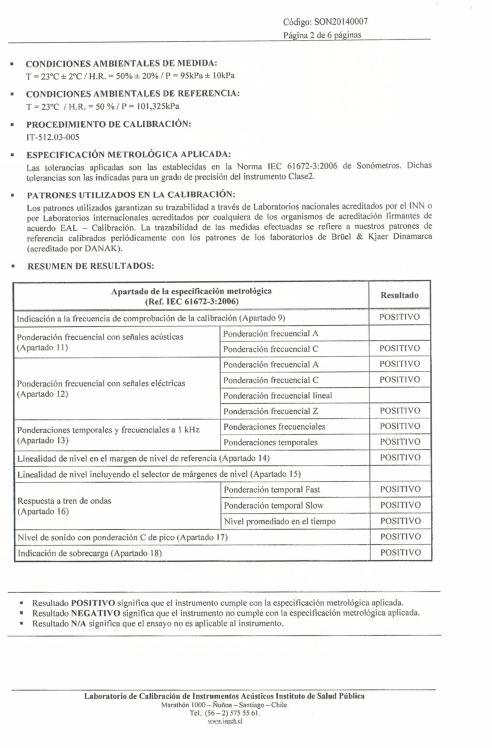 Código: SON20140007
Página 2 de 6 páginas
▪ CONDICIONES AMBIENTALES DE MEDIDA:
T = 23ºC ± 2ºC / H.R. = 50% ± 20% / P = 95kPa ± 10kPa
▪ CONDICIONES AMBIENTALES DE REFERENCIA:
T = 23ºC / H.R. = 50 % / P = 101,325kPa
▪ PROCEDIMIENTO DE CALIBRACIÓN:
IT-512.03-005
▪ ESPECIFICACIÓN METROLÓGICA APLICADA:
Las tolerancias aplicadas son las establecidas en la Norma IEC 61672-3:2006 de Sonómetros. Dichas
tolerancias son las indicadas para un grado de precisión del instrumento Clase2.
▪ PATRONES UTILIZADOS EN LA CALIBRACIÓN:
Los patrones utilizados garantizan su trazabilidad a través de Laboratorios nacionales acreditados por el INN o
por Laboratorios internacionales acreditados por cualquiera de los organismos de acreditación firmantes de
acuerdo EAL – Calibración. La trazabilidad de las medidas efectuadas se refiere a nuestros patrones de
referencia calibrados periódicamente con los patrones de los laboratorios de Brüel & Kjaer Dinamarca
(acreditado por DANAK).
▪ RESUMEN DE RESULTADOS:
Apartado de la especificación metrológica
(Ref. IEC 61672-3:2006)
Resultado
Indicación a la frecuencia de comprobación de la calibración (Apartado 9) POSITIVO
Ponderación frecuencial con señales acústicas
(Apartado 11)
Ponderación frecuencial A
Ponderación frecuencial C POSITIVO
Ponderación frecuencial con señales eléctricas
(Apartado 12)
Ponderación frecuencial A POSITIVO
Ponderación frecuencial C POSITIVO
Ponderación frecuencial lineal
Ponderación frecuencial Z POSITIVO
Ponderaciones temporales y frecuenciales a 1 kHz
(Apartado 13)
Ponderaciones frecuenciales POSITIVO
Ponderaciones temporales POSITIVO
Linealidad de nivel en el margen de nivel de referencia (Apartado 14) POSITIVO
Linealidad de nivel incluyendo el selector de márgenes de nivel (Apartado 15)
Respuesta a tren de ondas
(Apartado 16)
Ponderación temporal Fast POSITIVO
Ponderación temporal Slow POSITIVO
Nivel promediado en el tiempo POSITIVO
Nivel de sonido con ponderación C de pico (Apartado 17) POSITIVO
Indicación de sobrecarga (Apartado 18) POSITIVO
▪ Resultado POSITIVO significa que el instrumento cumple con la especificación metrológica aplicada.
▪ Resultado NEGATIVO significa que el instrumento no cumple con la especificación metrológica aplicada.
▪ Resultado N/A significa que el ensayo no es aplicable al instrumento.
Laboratorio de Calibración de Instrumentos Acústicos Instituto de Salud Pública
Marathón 1000 – Ñuñoa – Santiago – Chile.
Tel.: (56 – 2) 575 55 61.
www.ispch.cl